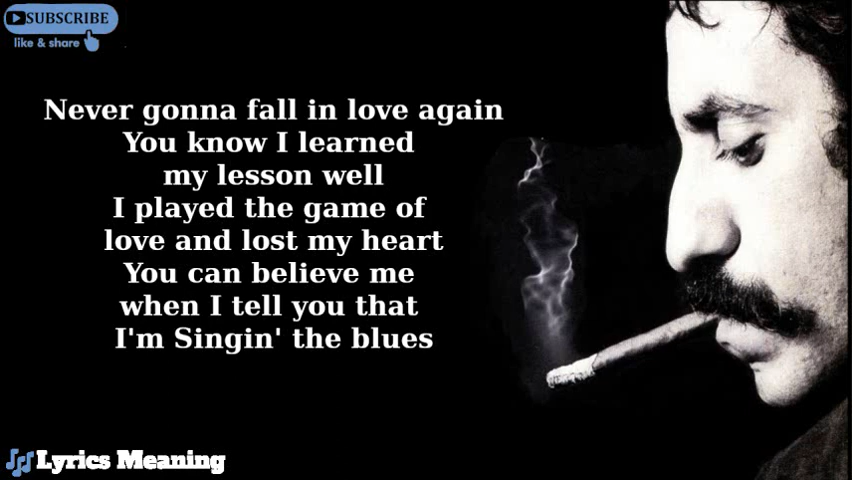 SUBSCRIBE
like & share
Never gonna fall in love again
You know I learned
my lesson well
I played the game of
love and lost my heart
You can believe me
when I tell you that
I'm Singin' the blues
Lyrics Meaning